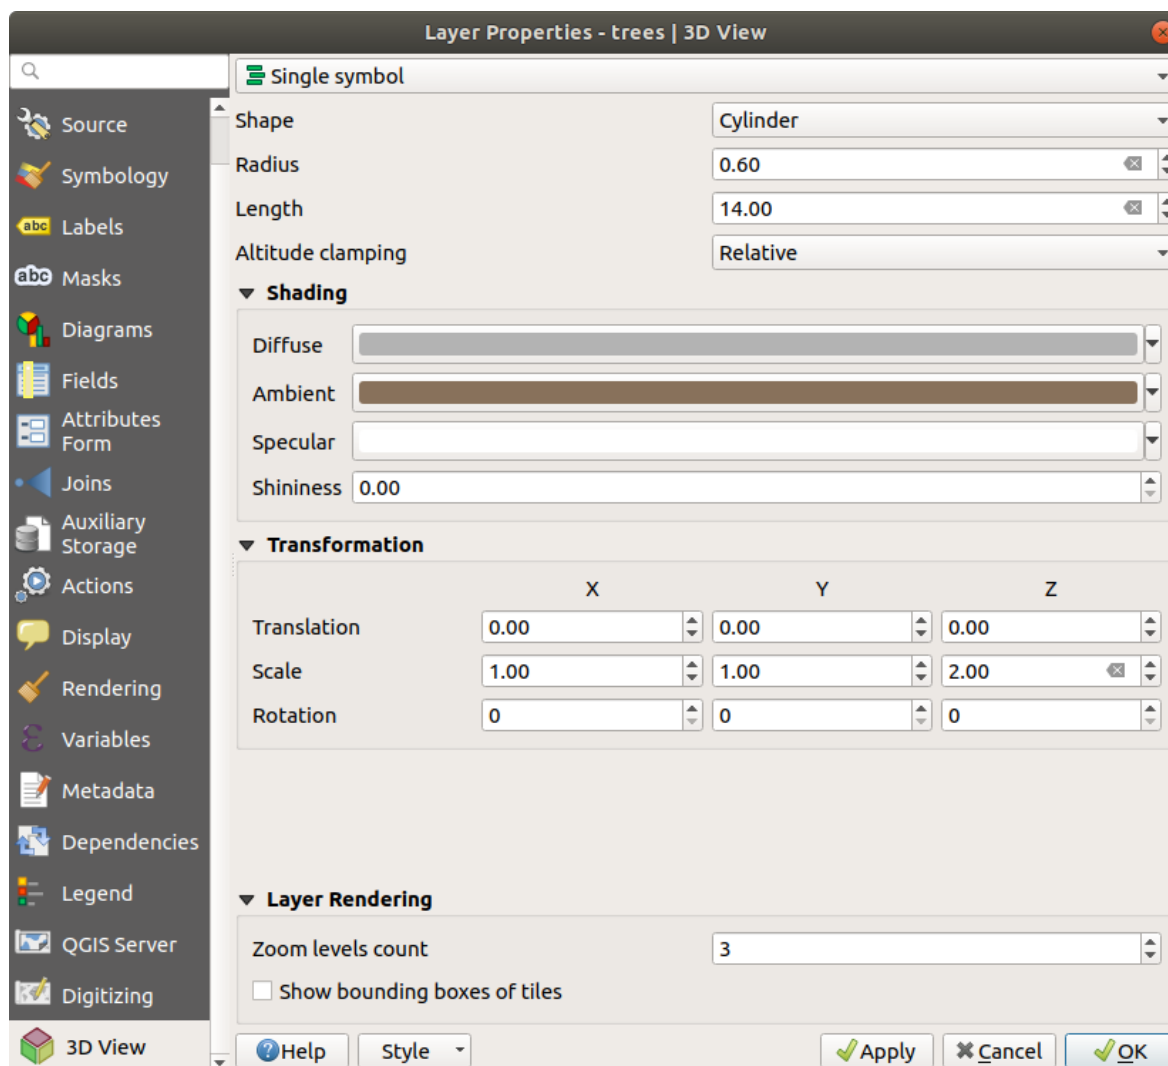 Layer Properties - trees | 3D View
Source
Symbology
abc Labels
abc Masks
Diagrams
Fields
Attributes
Form
Joins
Auxiliary
Storage
Actions
Display
Rendering
Variables
Metadata
Dependencies
Legend
QGIS Server
Digitizing
3D View
Single symbol
Shape Cylinder
Radius 0.60
Length 14.00
Altitude clamping Relative
Shading
Diffuse
Ambient
Specular
Shininess 0.00
Transformation
X Y Z
Translation 0.00 0.00 0.00
Scale 1.00 1.00 2.00
Rotation 0 0 0
Layer Rendering
Zoom levels count 3
Show bounding boxes of tiles
Help Style Apply Cancel OK